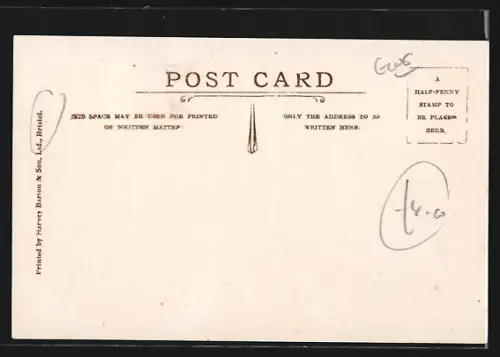 POST CARD
THIS SPACE MAY BE USED FOR PRINTED
OR WRITTEN MATTER
ONLY THE ADDRESS TO BE
WRITTEN HERE.
A
HALF-PENNY
STAMP TO
BE PLACED
HERE
Printed by Harvey Barton & Son, Ltd., Bristol.